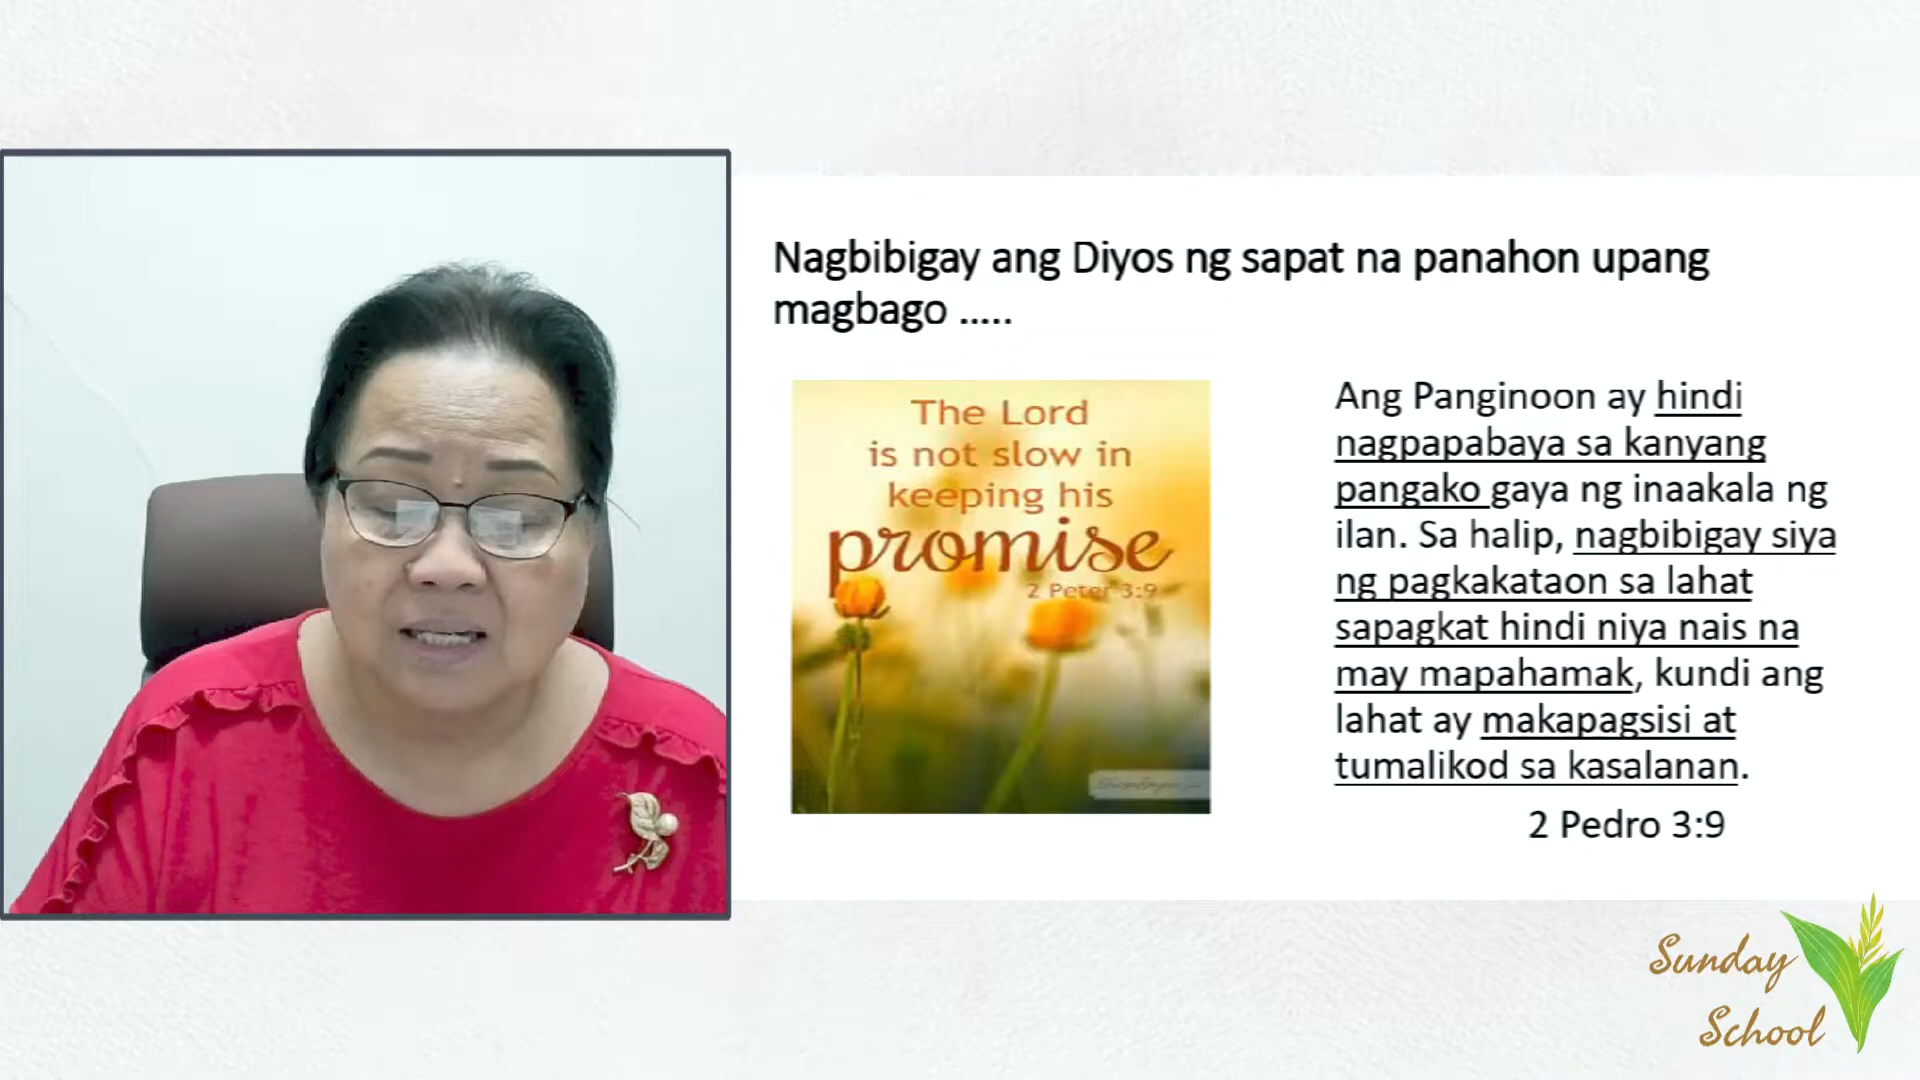 Nagbibigay ang Diyos ng sapat na panahon upang
magbago .....
The Lord
is not slow in
keeping his
promise
2 Peter 3:9
Ang Panginoon ay hindi
nagpapabaya sa kanyang
pangako gaya ng inaakala ng
ilan. Sa halip, nagbibigay siya
ng pagkakataon sa lahat
sapagkat hindi niya nais na
may mapahamak, kundi ang
lahat ay makapagsisi at
tumalikod sa kasalanan.
2 Pedro 3:9
Sunday
School